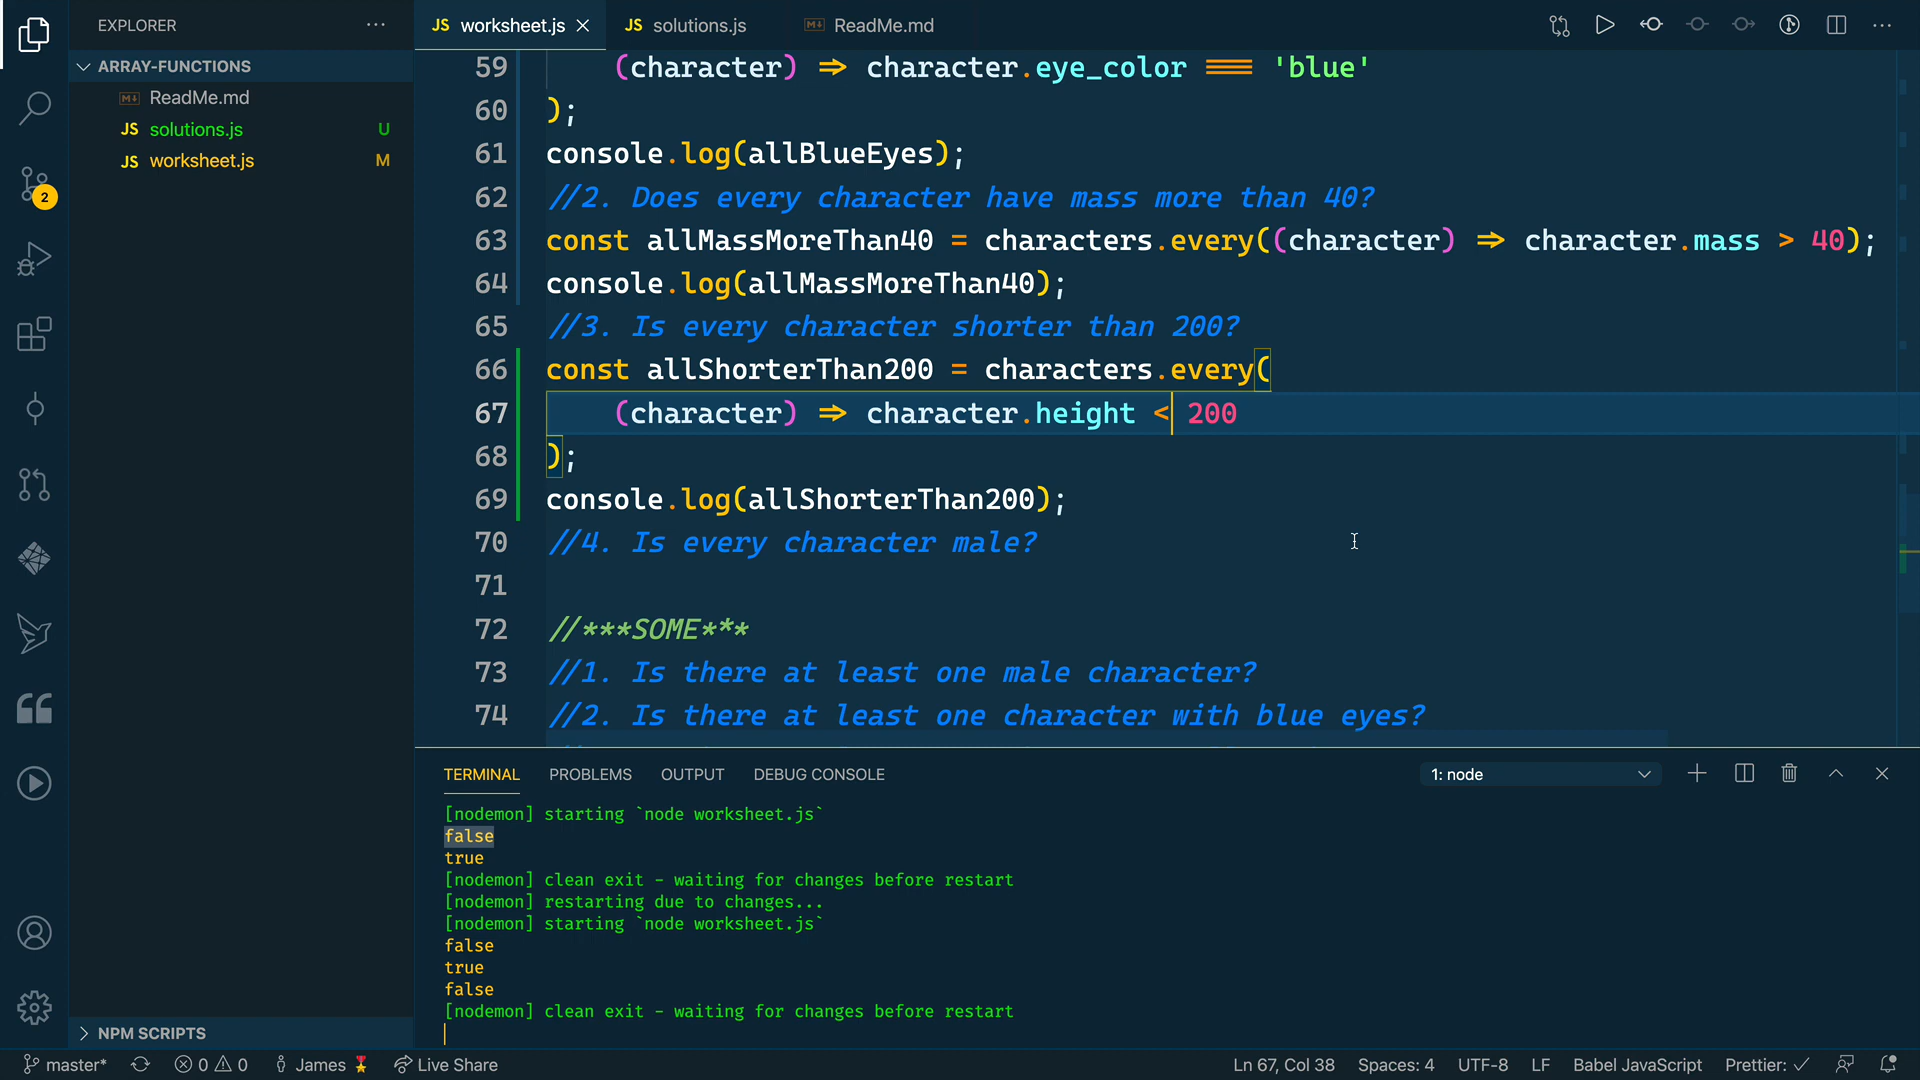 EXPLORER
JS worksheet.js
JS solutions.js
ReadMe.md
ARRAY-FUNCTIONS
ReadMe.md
JS solutions.js U
JS worksheet.js M
2
NPM SCRIPTS
59 (character) => character.eye_color === 'blue'
60 );
61 console.log(allBlueEyes);
62 //2. Does every character have mass more than 40?
63 const allMassMoreThan40 = characters.every((character) => character.mass > 40);
64 console.log(allMassMoreThan40);
65 //3. Is every character shorter than 200?
66 const allShorterThan200 = characters.every(
67 (character) => character.height < 200
68 );
69 console.log(allShorterThan200);
70 //4. Is every character male?
71
72 //***SOME***
73 //1. Is there at least one male character?
74 //2. Is there at least one character with blue eyes?
TERMINAL PROBLEMS OUTPUT DEBUG CONSOLE 1: node
[nodemon] starting `node worksheet.js`
false
true
[nodemon] clean exit - waiting for changes before restart
[nodemon] restarting due to changes...
[nodemon] starting `node worksheet.js`
false
true
false
[nodemon] clean exit - waiting for changes before restart
master* 0 0 James Live Share Ln 67, Col 38 Spaces: 4 UTF-8 LF Babel JavaScript Prettier: ✓